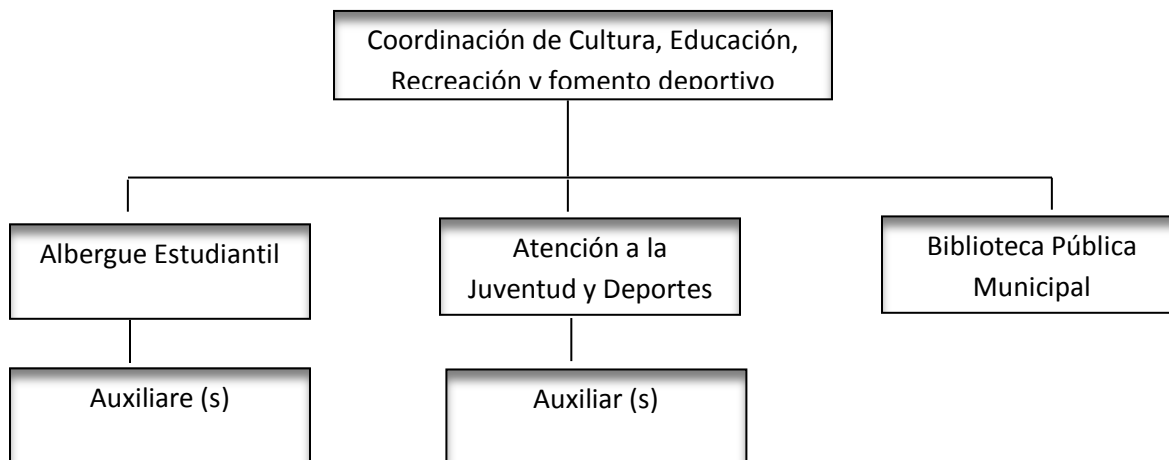 Coordinación de Cultura, Educación,
Recreación y fomento deportivo
Albergue Estudiantil
Atención a la
Juventud y Deportes
Biblioteca Pública
Municipal
Auxiliare (s)
Auxiliar (s)